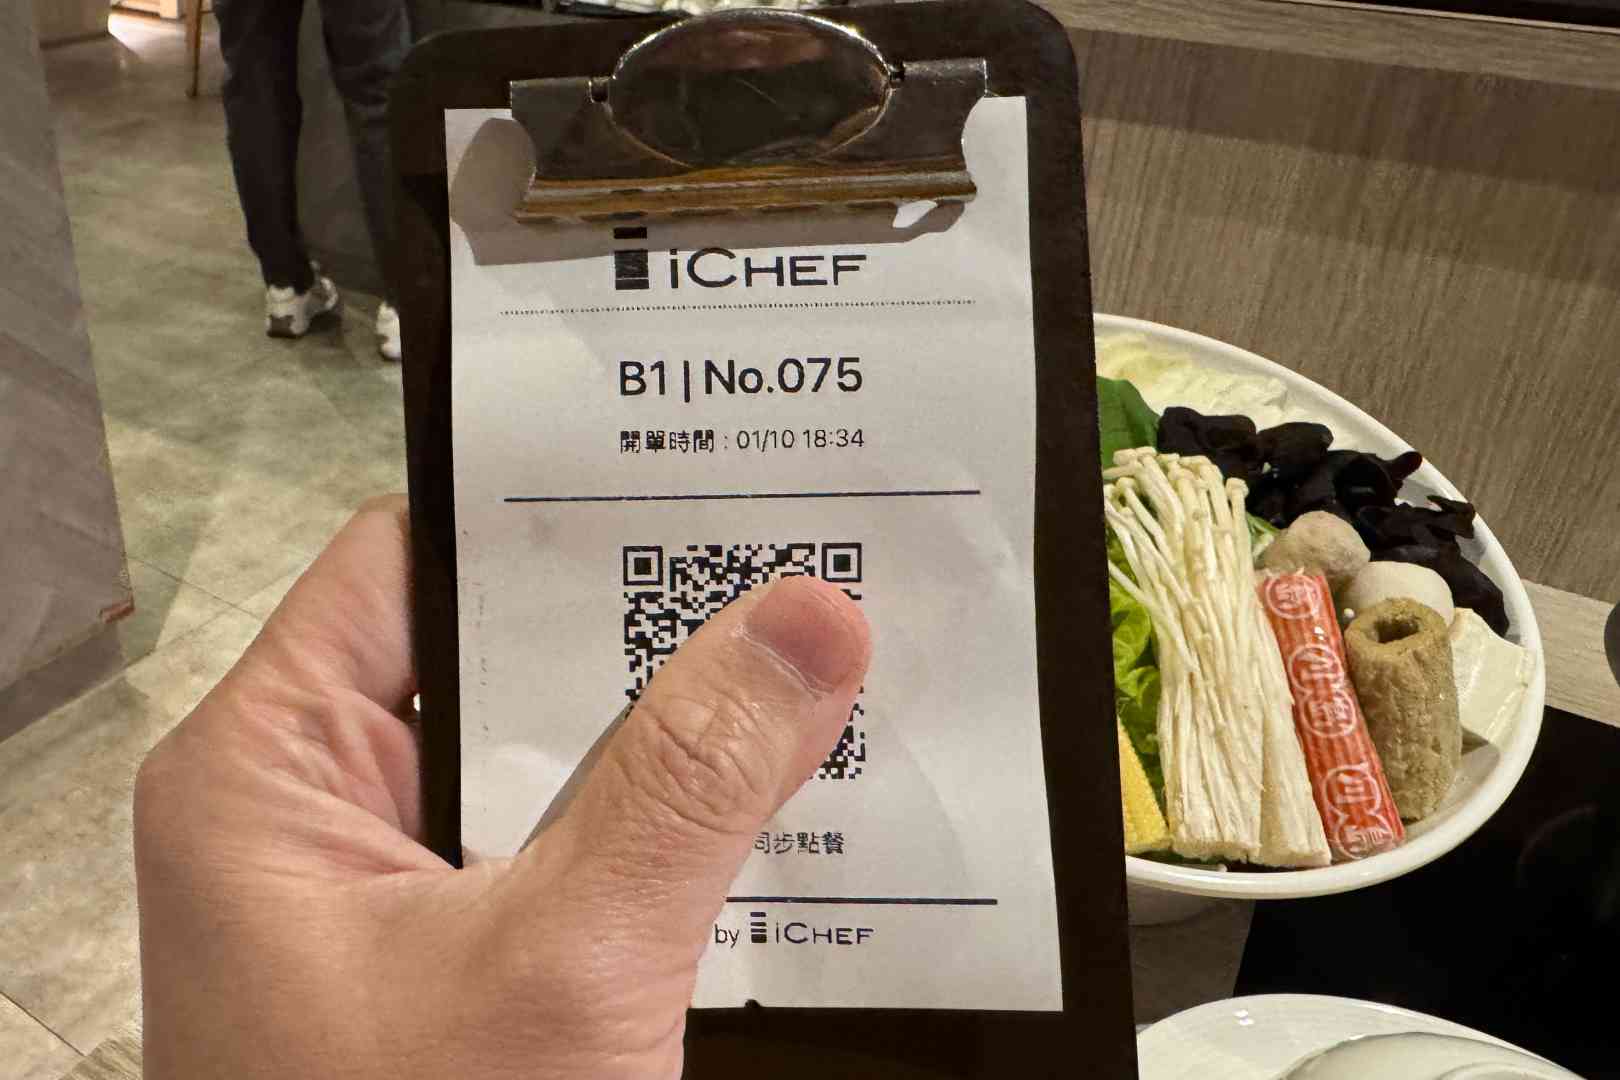 iCHEF
B1 | No.075
開單時間 : 01/10 18:34
同步點餐
by iCHEF